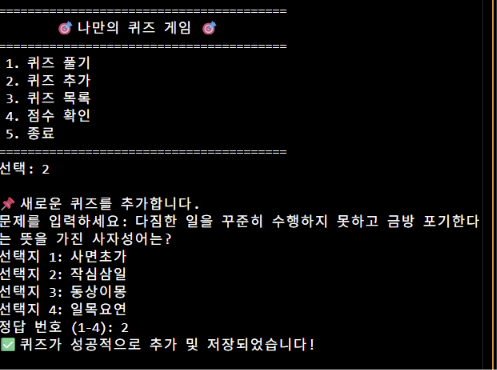 ========================================
🎯 나만의 퀴즈 게임 🎯
========================================
1. 퀴즈 풀기
2. 퀴즈 추가
3. 퀴즈 목록
4. 점수 확인
5. 종료
========================================
선택: 2
📌 새로운 퀴즈를 추가합니다.
문제를 입력하세요: 다짐한 일을 꾸준히 수행하지 못하고 금방 포기한다
는 뜻을 가진 사자성어는?
선택지 1: 사면초가
선택지 2: 작심삼일
선택지 3: 동상이몽
선택지 4: 일목요연
정답 번호 (1-4): 2
✅ 퀴즈가 성공적으로 추가 및 저장되었습니다!